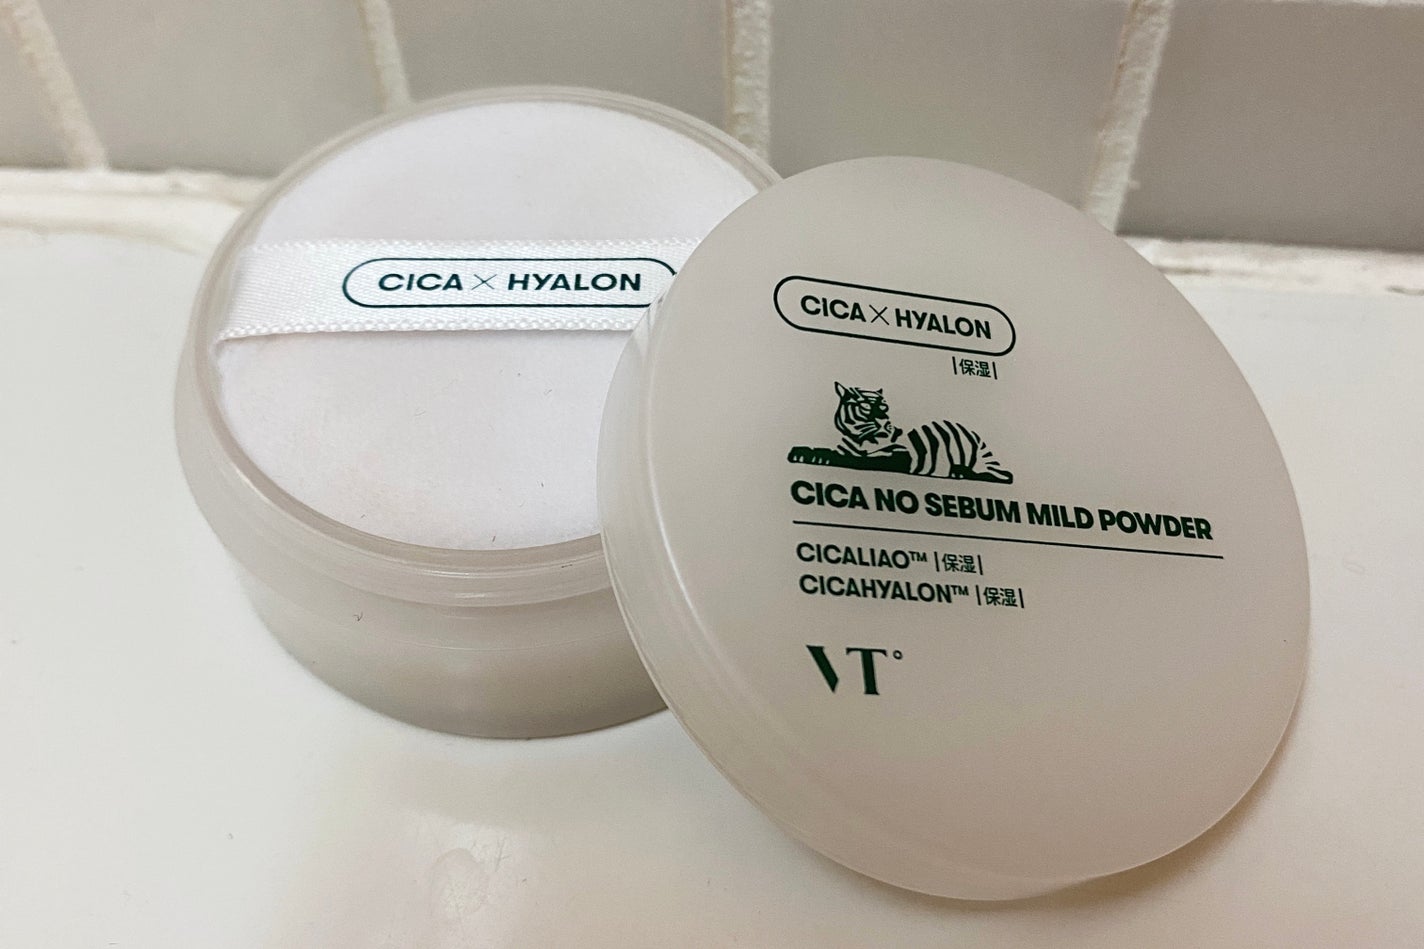 CICA × HYALON
CICA × HYALON
|保湿|
CICA NO SEBUM MILD POWDER
CICALIAO™ |保湿|
CICAHYALON™ |保湿|
VT°